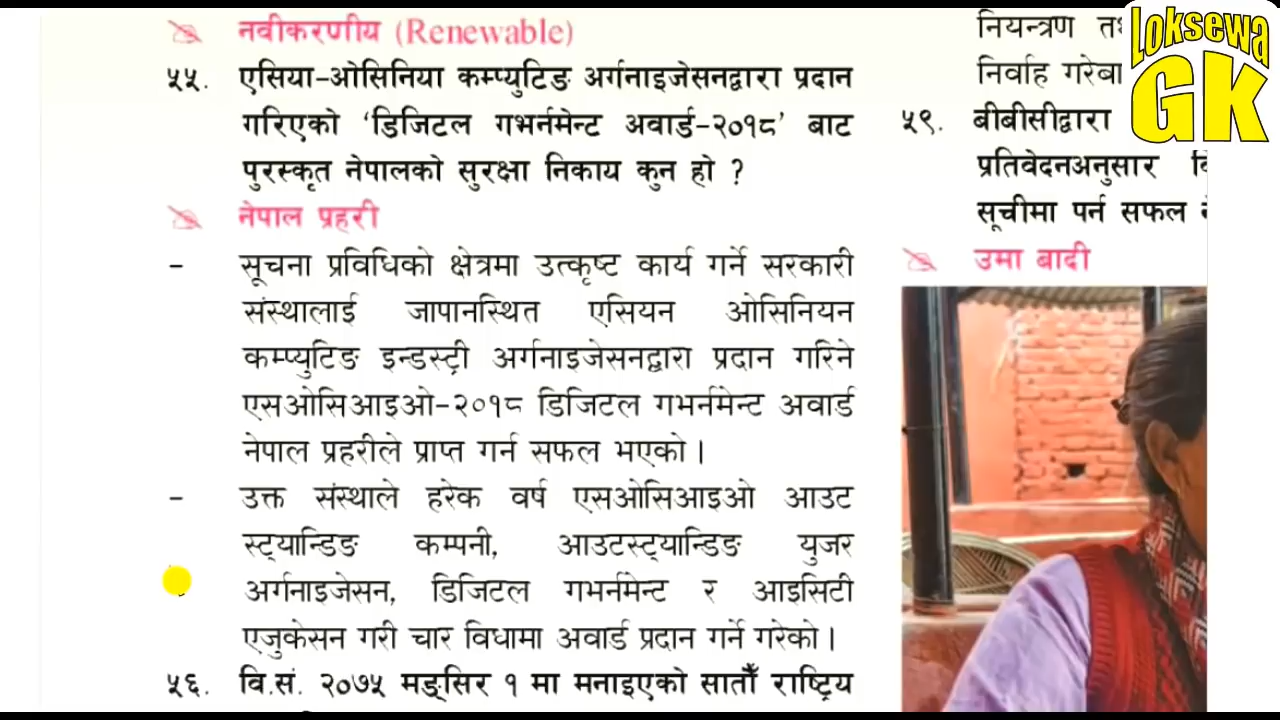 नवीकरणीय (Renewable)
५५. एसिया-ओसिनिया कम्प्युटिङ अर्गनाइजेसनद्वारा प्रदान
गरिएको ‘डिजिटल गभर्नमेन्ट अवार्ड-२०१८’ बाट
पुरस्कृत नेपालको सुरक्षा निकाय कुन हो ?
नेपाल प्रहरी
- सूचना प्रविधिको क्षेत्रमा उत्कृष्ट कार्य गर्ने सरकारी
संस्थालाई जापानस्थित एसियन ओसिनियन
कम्प्युटिङ इन्डस्ट्री अर्गनाइजेसनद्वारा प्रदान गरिने
एसओसिआइओ-२०१८ डिजिटल गभर्नमेन्ट अवार्ड
नेपाल प्रहरीले प्राप्त गर्न सफल भएको ।
- उक्त संस्थाले हरेक वर्ष एसओसिआइओ आउट
स्ट्यान्डिङ कम्पनी, आउटस्ट्यान्डिङ युजर
अर्गनाइजेसन, डिजिटल गभर्नमेन्ट र आइसिटी
एजुकेसन गरी चार विधामा अवार्ड प्रदान गर्ने गरेको ।
५६. वि.सं. २०७५ मङ्सिर १ मा मनाइएको सातौँ राष्ट्रिय
नियन्त्रण
निर्वाह गरेबा
५९. बीबीसीद्वारा
प्रतिवेदनअनुसार
सूचीमा पर्न सफल
उमा बादी
Loksewa
GK